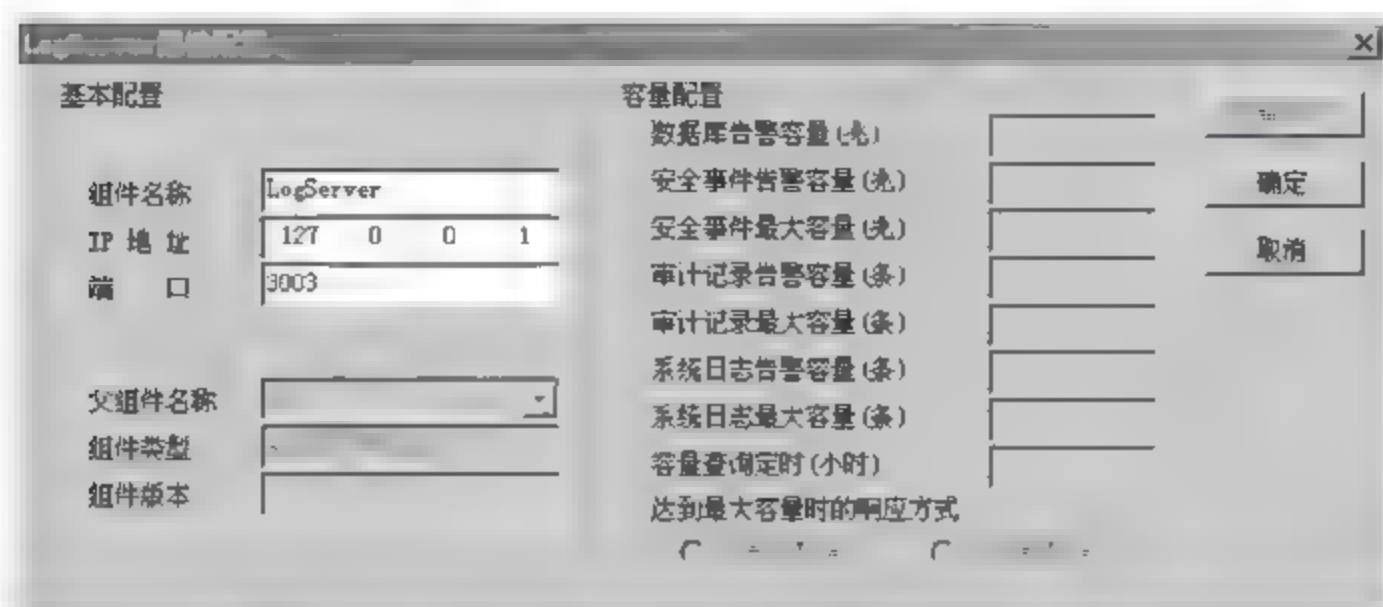 LogServer
基本配置
组件名称
LogServer
IP 地 址
127 0 0 1
端 口
3003
父组件名称
组件类型
组件版本
容量配置
数据库告警容量(兆)
安全事件告警容量(兆)
安全事件最大容量(兆)
审计记录告警容量(条)
审计记录最大容量(条)
系统日志告警容量(条)
系统日志最大容量(条)
容量查询定时(小时)
达到最大容量时的响应方式
确定
取消